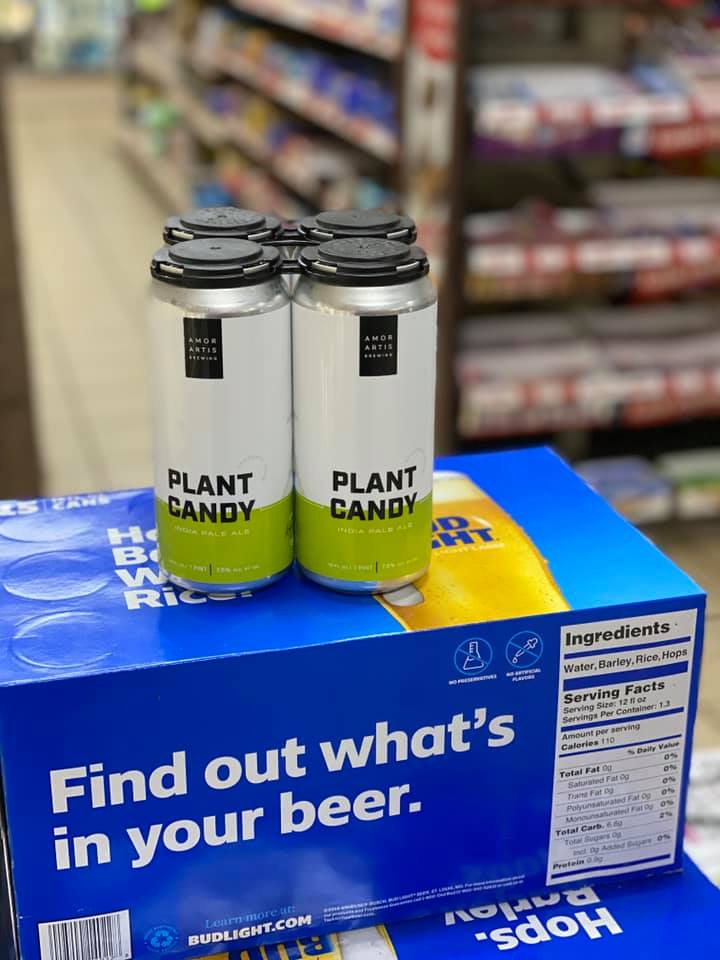 AMOR
ARTIS
BREWING
PLANT
CANDY
INDIA PALE ALE
AMOR
ARTIS
BREWING
PLANT
CANDY
INDIA PALE ALE
CANS
HT
NO PRESERVATIVES
NO ARTIFICIAL
FLAVORS
Find out what's
in your beer.
Ingredients
Water, Barley, Rice, Hops
Serving Facts
Serving Size: 12 fl oz
Servings Per Container: 1.3
Amount per serving
Calories 110
% Daily Value
Total Fat 0g 0%
Saturated Fat 0g 0%
Trans Fat 0g 0%
Polyunsaturated Fat 0g 0%
Monounsaturated Fat 0g 0%
Total Carb. 6.6g 2%
Total Sugars 0g
Incl. 0g Added Sugars 0%
Protein 0.9g
Learn more at:
BUDLIGHT.COM
Hops.
Barley